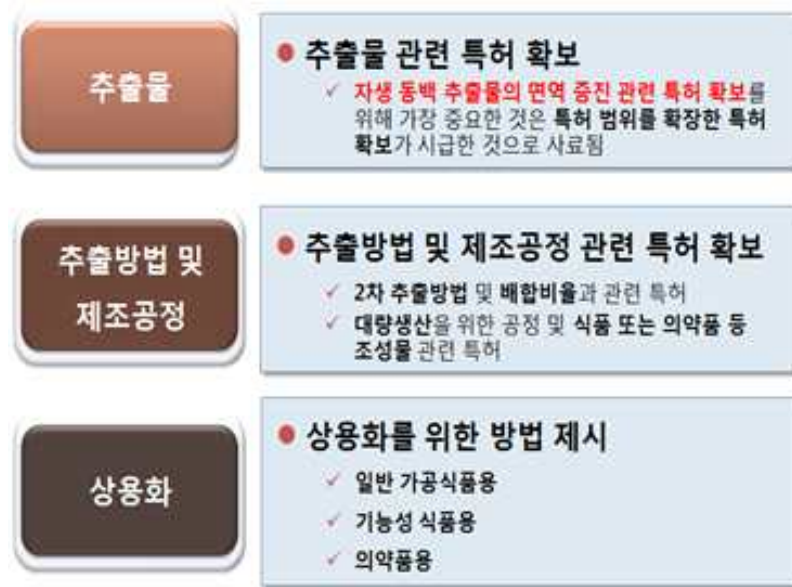 추출물
● 추출물 관련 특허 확보
✓ 자생 동백 추출물의 면역 증진 관련 특허 확보를
위해 가장 중요한 것은 특허 범위를 확장한 특허
확보가 시급한 것으로 사료됨
추출방법 및
제조공정
● 추출방법 및 제조공정 관련 특허 확보
✓ 2차 추출방법 및 배합비율과 관련 특허
✓ 대량생산을 위한 공정 및 식품 또는 의약품 등
조성물 관련 특허
상용화
● 상용화를 위한 방법 제시
✓ 일반 가공식품용
✓ 기능성 식품용
✓ 의약품용